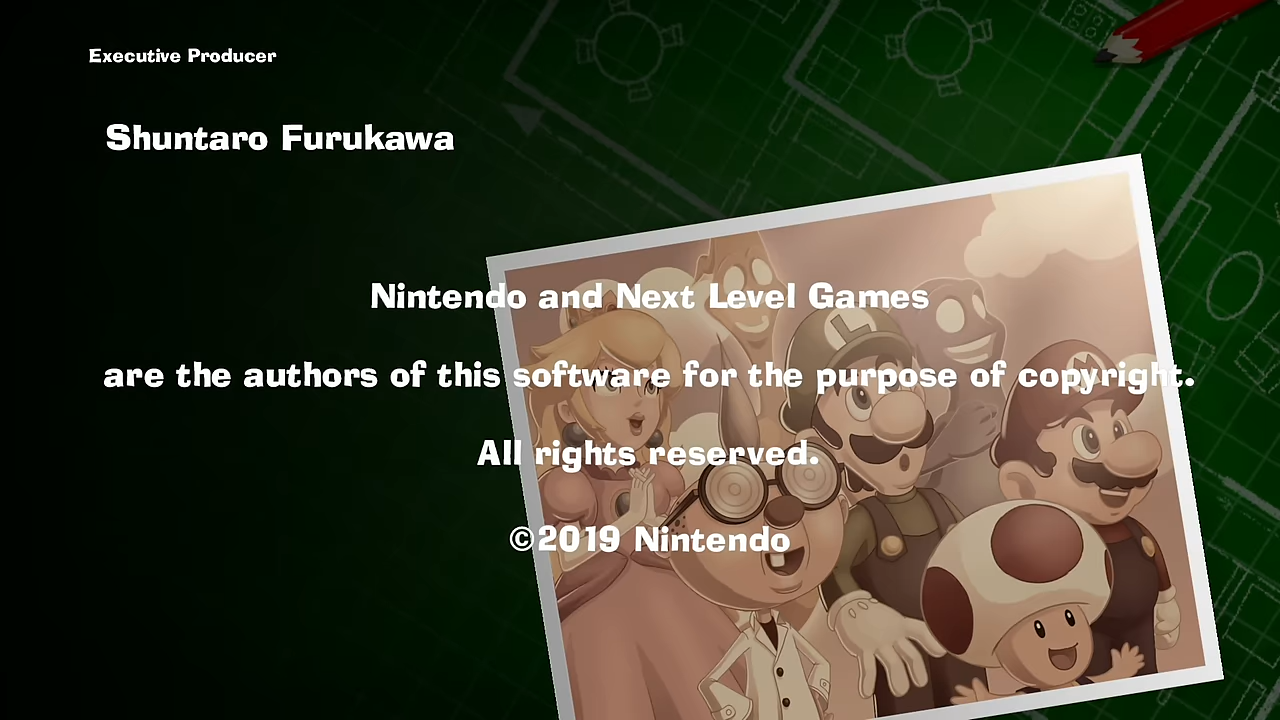 Executive Producer
Shuntaro Furukawa
Nintendo and Next Level Games
are the authors of this software for the purpose of copyright.
All rights reserved.
©2019 Nintendo
L
M